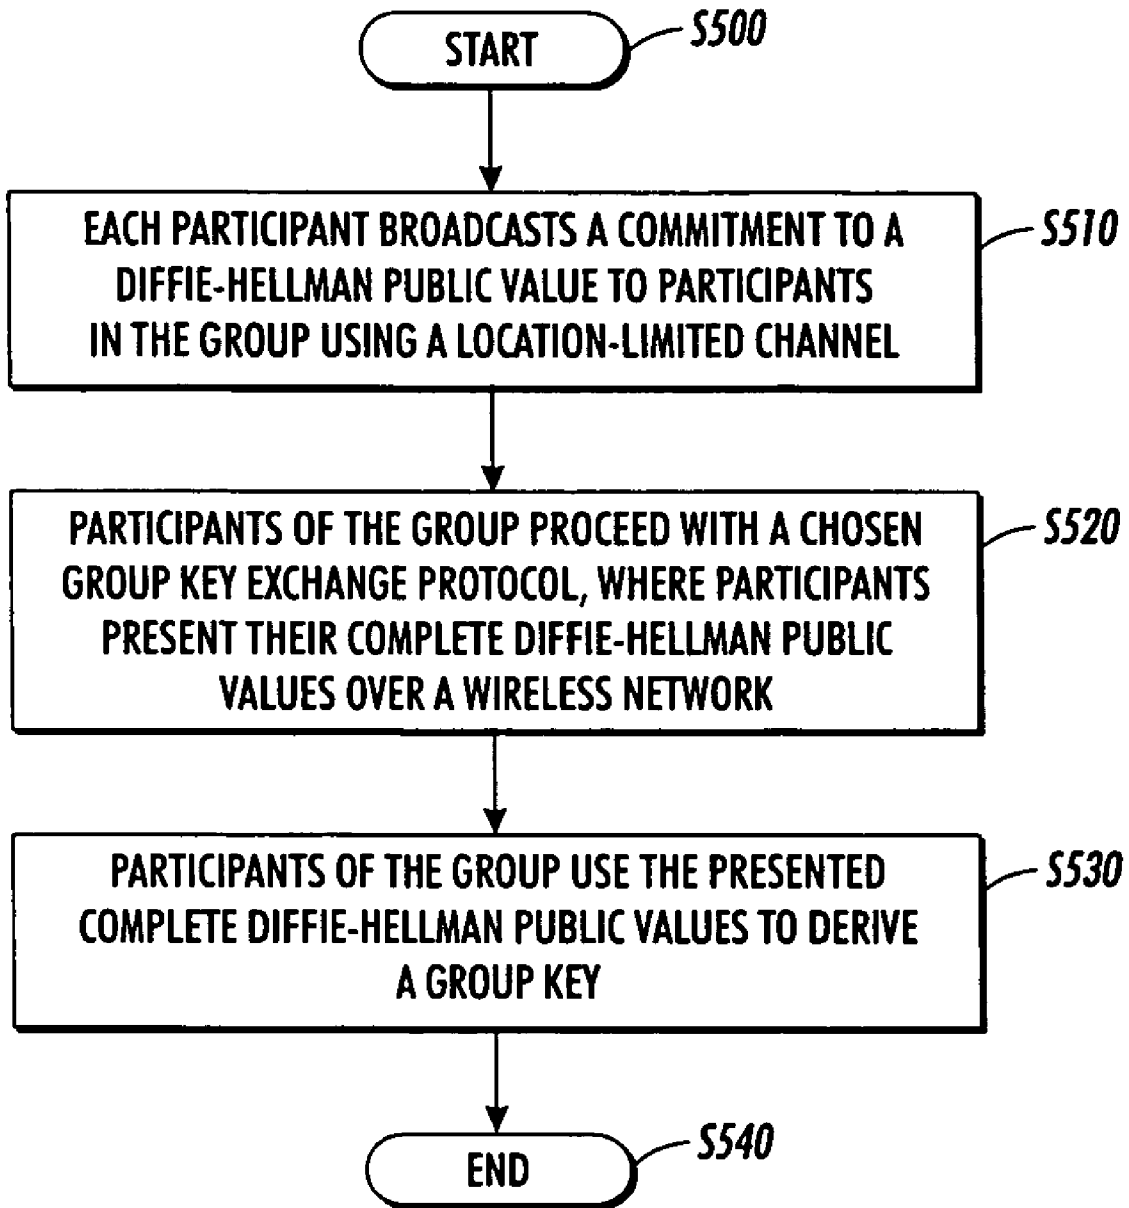 START
S500
EACH PARTICIPANT BROADCASTS A COMMITMENT TO A
DIFFIE-HELLMAN PUBLIC VALUE TO PARTICIPANTS
IN THE GROUP USING A LOCATION-LIMITED CHANNEL
S510
PARTICIPANTS OF THE GROUP PROCEED WITH A CHOSEN
GROUP KEY EXCHANGE PROTOCOL, WHERE PARTICIPANTS
PRESENT THEIR COMPLETE DIFFIE-HELLMAN PUBLIC
VALUES OVER A WIRELESS NETWORK
S520
PARTICIPANTS OF THE GROUP USE THE PRESENTED
COMPLETE DIFFIE-HELLMAN PUBLIC VALUES TO DERIVE
A GROUP KEY
S530
END
S540